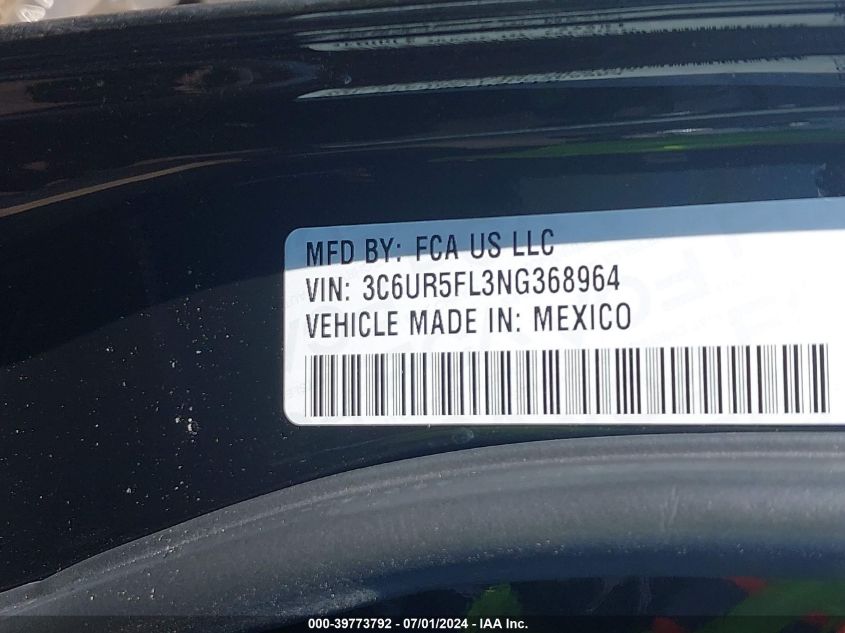 MFD BY: FCA US LLC
VIN: 3C6UR5FL3NG368964
VEHICLE MADE IN: MEXICO
000-39773792 - 07/01/2024 - IAA Inc.